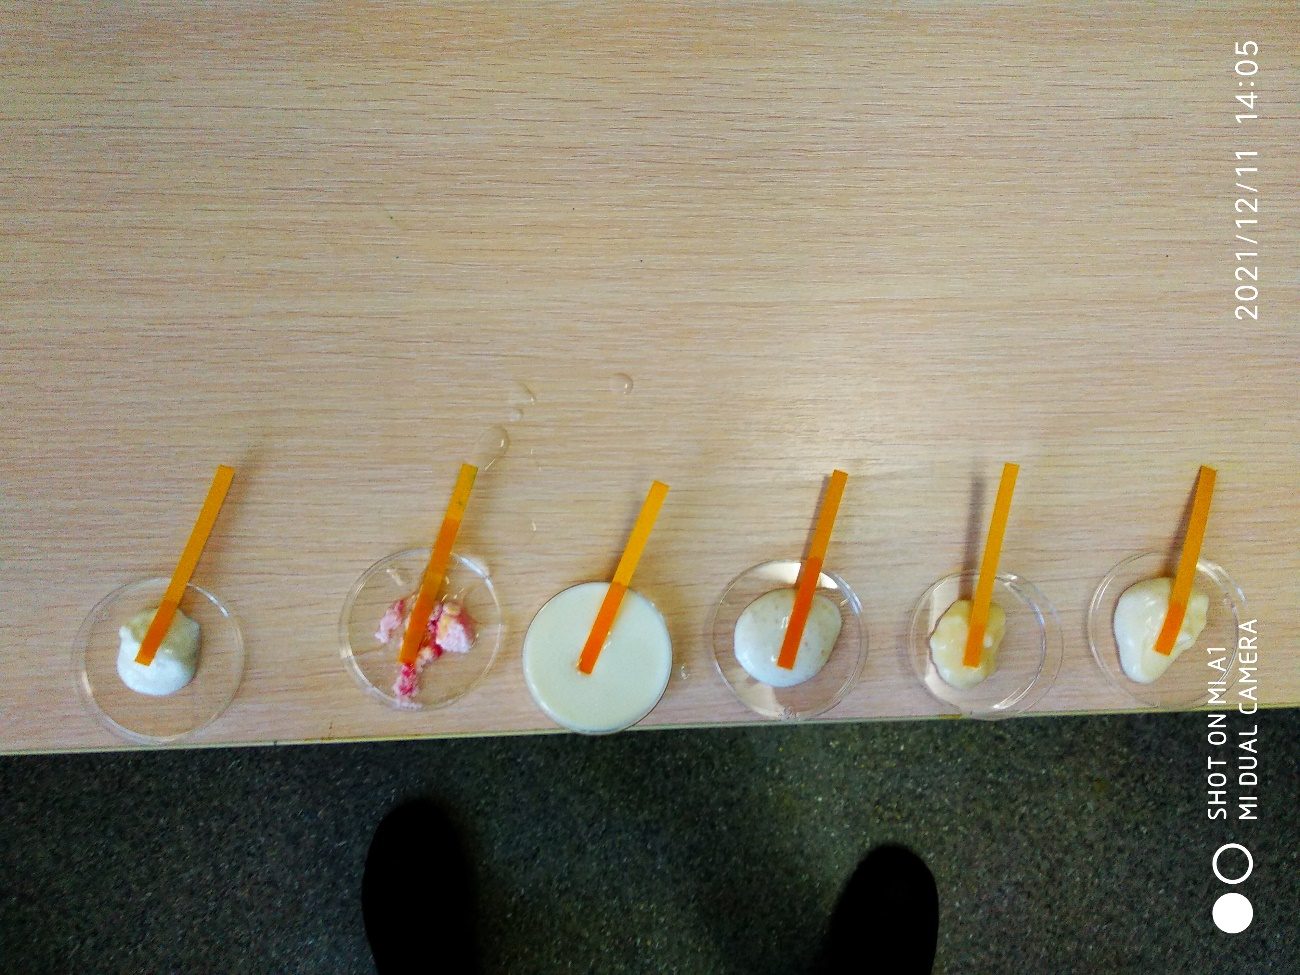 SHOT ON MI A1
MI DUAL CAMERA
2021/12/11 14:05